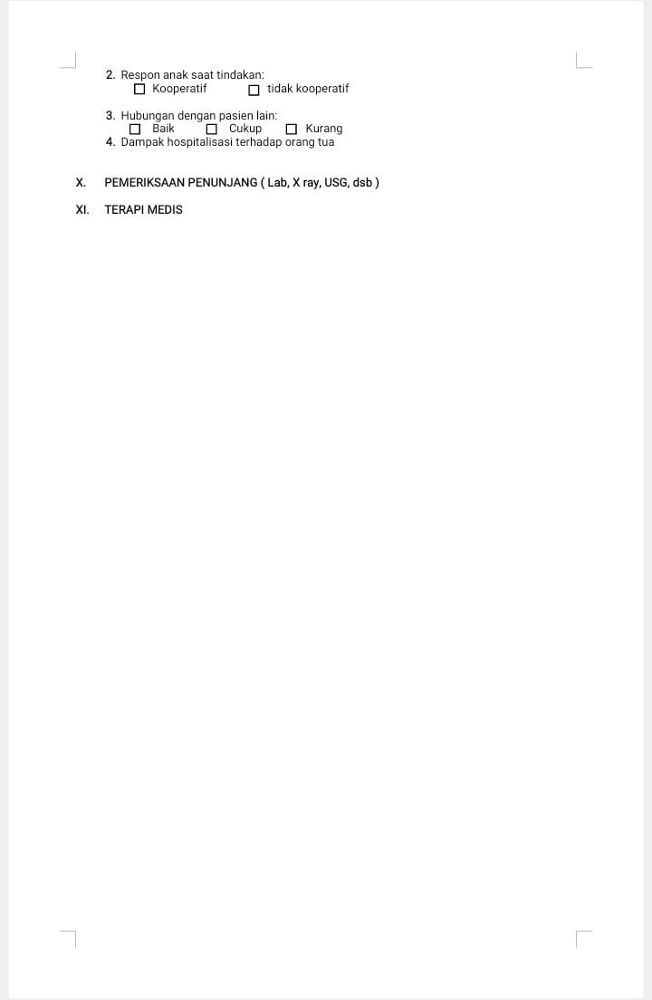 2. Respon anak saat tindakan:
☐ Kooperatif ☐ tidak kooperatif
3. Hubungan dengan pasien lain:
☐ Baik ☐ Cukup ☐ Kurang
4. Dampak hospitalisasi terhadap orang tua
X. PEMERIKSAAN PENUNJANG ( Lab, X ray, USG, dsb )
XI. TERAPI MEDIS